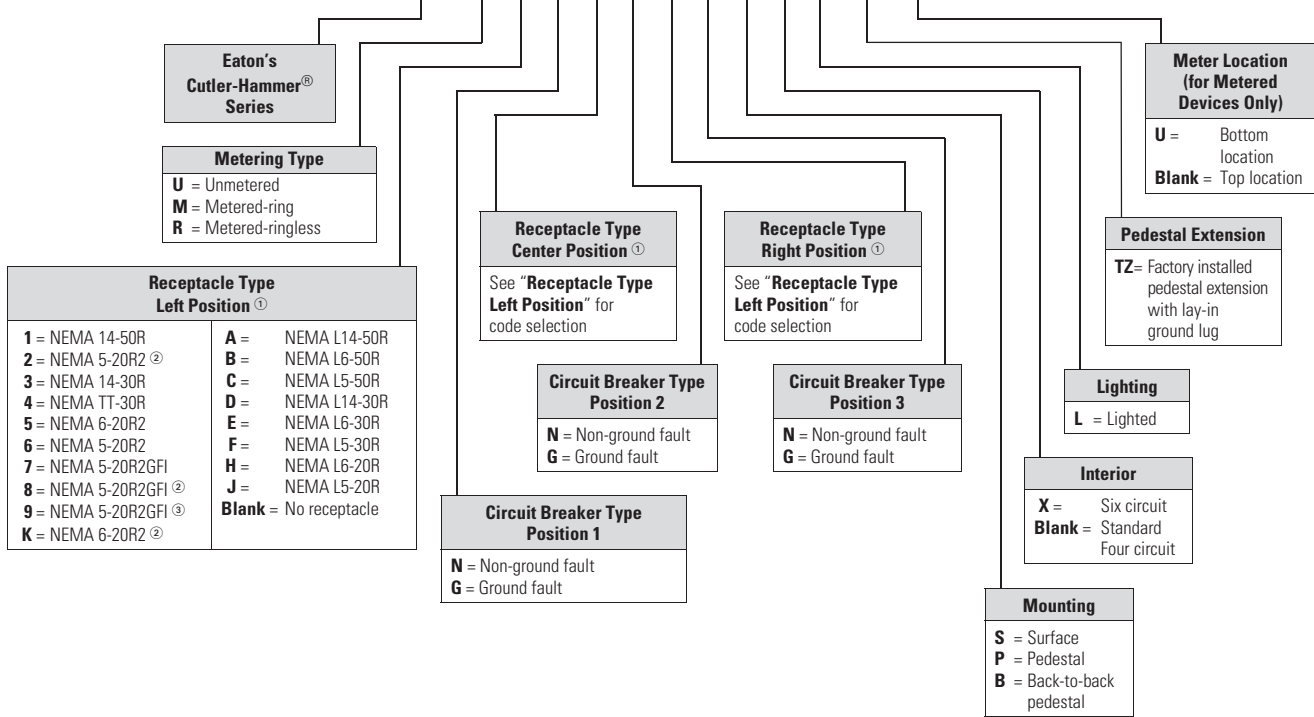 Eaton's
Cutler-Hammer®
Series
Meter Location
(for Metered
Devices Only)
U = Bottom
location
Blank = Top location
Metering Type
U = Unmetered
M = Metered-ring
R = Metered-ringless
Receptacle Type
Center Position ①
See “Receptacle Type
Left Position” for
code selection
Receptacle Type
Right Position ①
See “Receptacle Type
Left Position” for
code selection
Pedestal Extension
TZ= Factory installed
pedestal extension
with lay-in
ground lug
Receptacle Type
Left Position ①
1 = NEMA 14-50R
2 = NEMA 5-20R2 ②
3 = NEMA 14-30R
4 = NEMA TT-30R
5 = NEMA 6-20R2
6 = NEMA 5-20R2
7 = NEMA 5-20R2GFI
8 = NEMA 5-20R2GFI ②
9 = NEMA 5-20R2GFI ③
K = NEMA 6-20R2 ②
A = NEMA L14-50R
B = NEMA L6-50R
C = NEMA L5-50R
D = NEMA L14-30R
E = NEMA L6-30R
F = NEMA L5-30R
H = NEMA L6-20R
J = NEMA L5-20R
Blank = No receptacle
Circuit Breaker Type
Position 2
N = Non-ground fault
G = Ground fault
Circuit Breaker Type
Position 3
N = Non-ground fault
G = Ground fault
Lighting
L = Lighted
Interior
X = Six circuit
Blank = Standard
Four circuit
Circuit Breaker Type
Position 1
N = Non-ground fault
G = Ground fault
Mounting
S = Surface
P = Pedestal
B = Back-to-back
pedestal